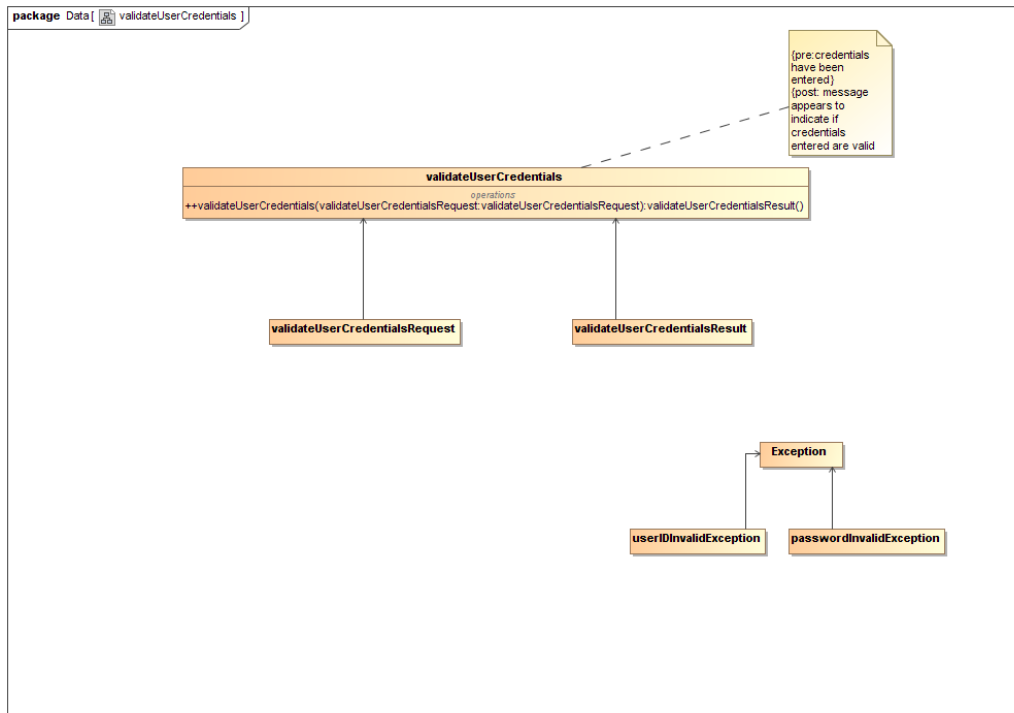 package Data [ validateUserCredentials ]
{pre:credentials
have been
entered}
{post: message
appears to
indicate if
credentials
entered are valid
validateUserCredentials
operations
++validateUserCredentials(validateUserCredentialsRequest:validateUserCredentialsRequest):validateUserCredentialsResult()
validateUserCredentialsRequest
validateUserCredentialsResult
Exception
userIDInvalidException
passwordInvalidException